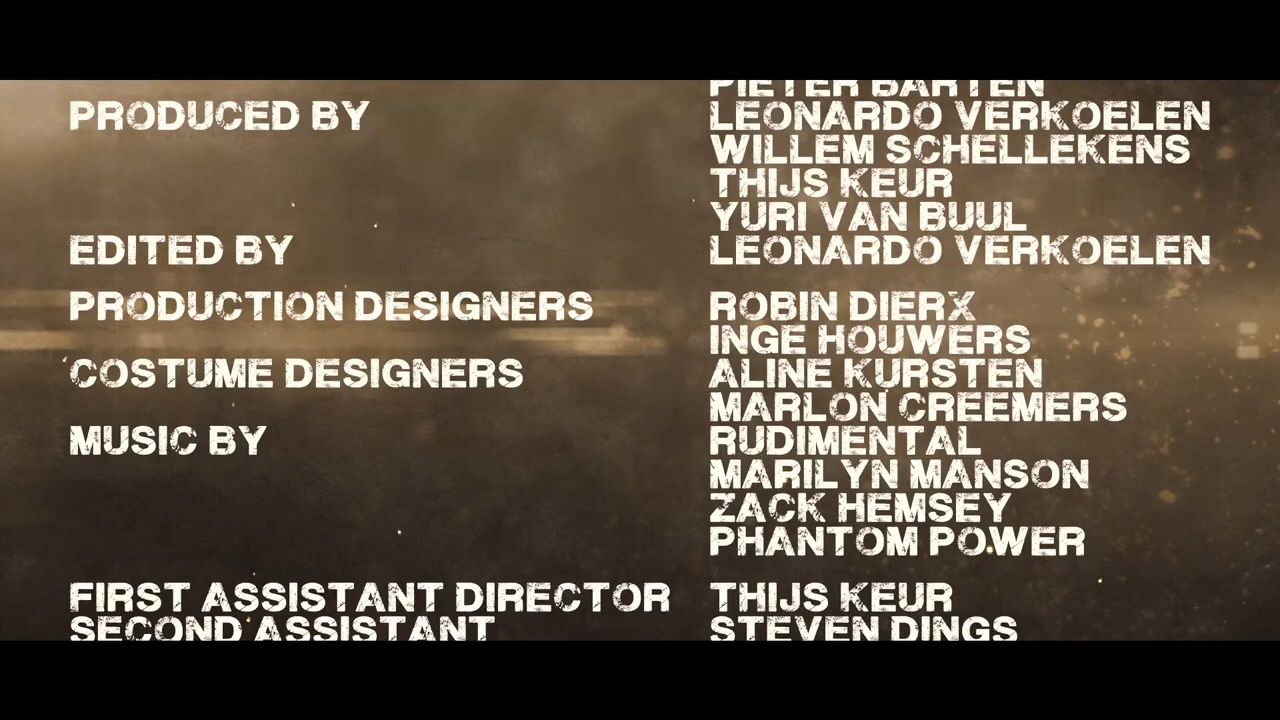 PIETER BARTEN
PRODUCED BY LEONARDO VERKOELEN
WILLEM SCHELLEKENS
THIJS KEUR
YURI VAN BUUL
EDITED BY LEONARDO VERKOELEN
PRODUCTION DESIGNERS ROBIN DIERX
INGE HOUWERS
COSTUME DESIGNERS ALINE KURSTEN
MARLON CREEMERS
MUSIC BY RUDIMENTAL
MARILYN MANSON
ZACK HEMSEY
PHANTOM POWER
FIRST ASSISTANT DIRECTOR THIJS KEUR
SECOND ASSISTANT STEVEN DINGS